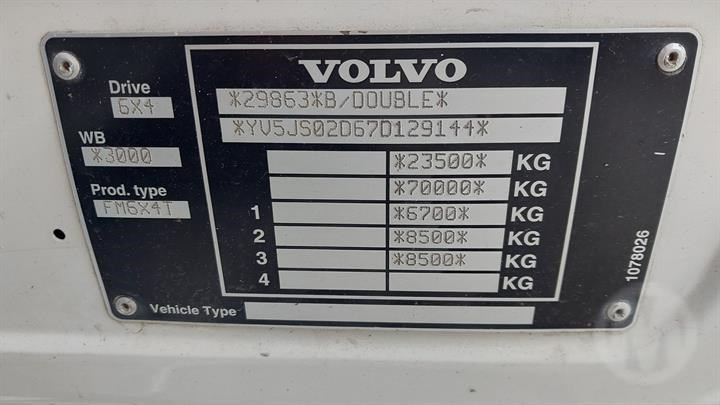 VOLVO
Drive
6X4
WB
*3000
Prod. type
FM6X4T
*29863*B/DOUBLE*
*YV5JS02D67D129144*
*23500* KG
*70000* KG
1 *6700* KG
2 *8500* KG
3 *8500* KG
4 KG
Vehicle Type
1078026